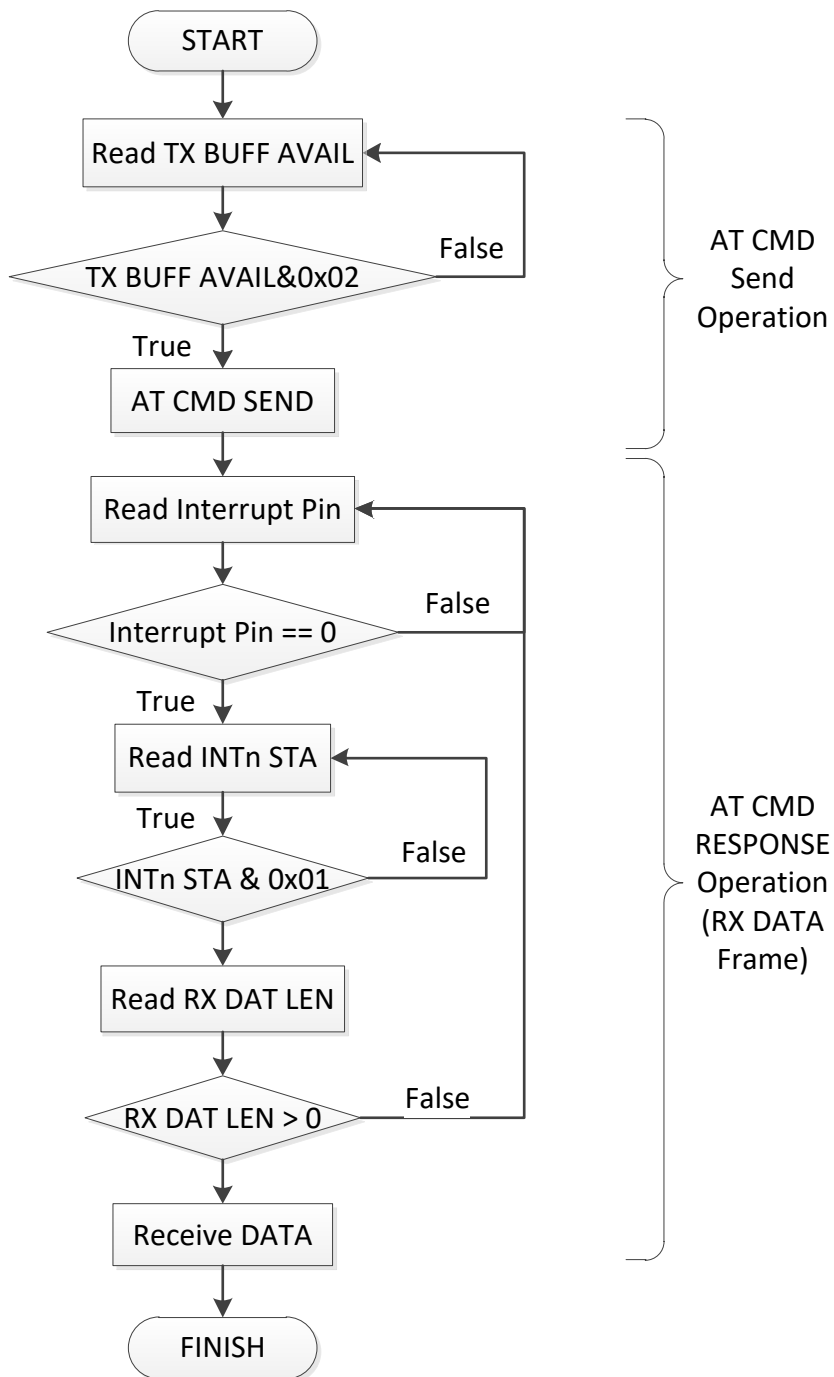 START
Read TX BUFF AVAIL
False
TX BUFF AVAIL&0x02
True
AT CMD SEND
AT CMD
Send
Operation
Read Interrupt Pin
False
Interrupt Pin == 0
True
Read INTn STA
True
False
INTn STA & 0x01
Read RX DAT LEN
False
RX DAT LEN > 0
Receive DATA
FINISH
AT CMD
RESPONSE
Operation
(RX DATA
Frame)